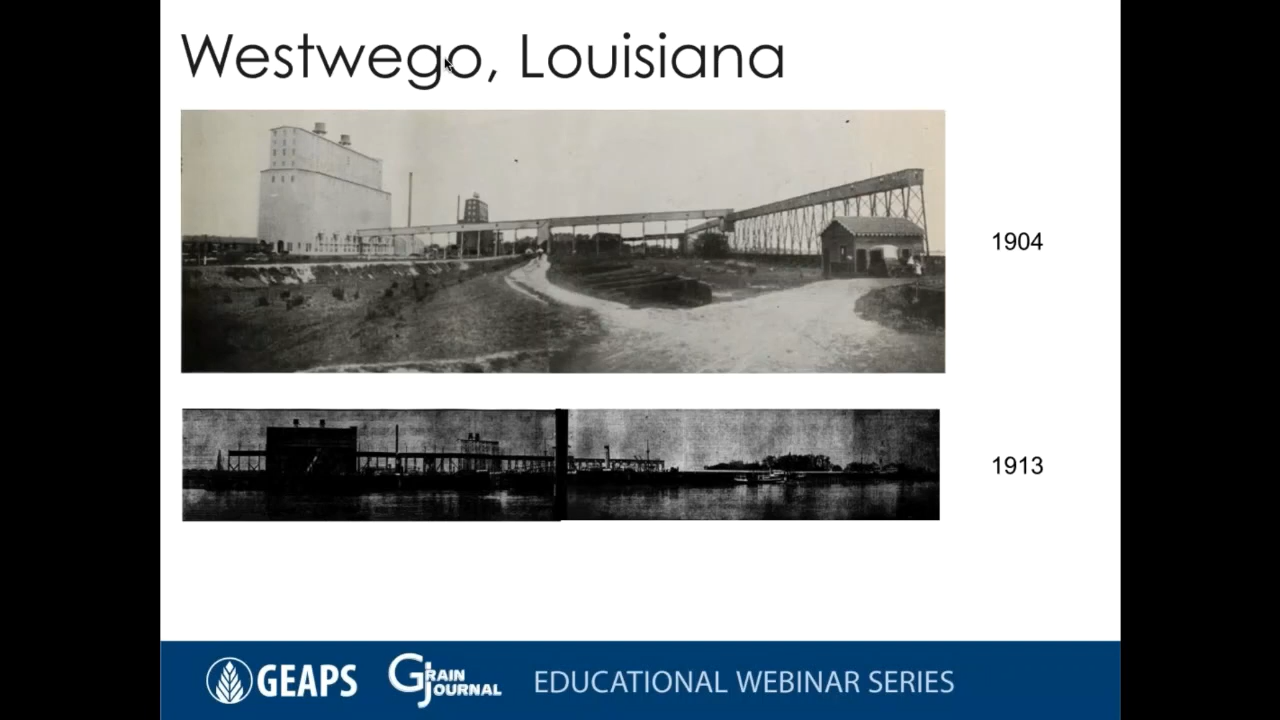 Westwego, Louisiana
1904
1913
GEAPS
GRAIN
JOURNAL
EDUCATIONAL WEBINAR SERIES